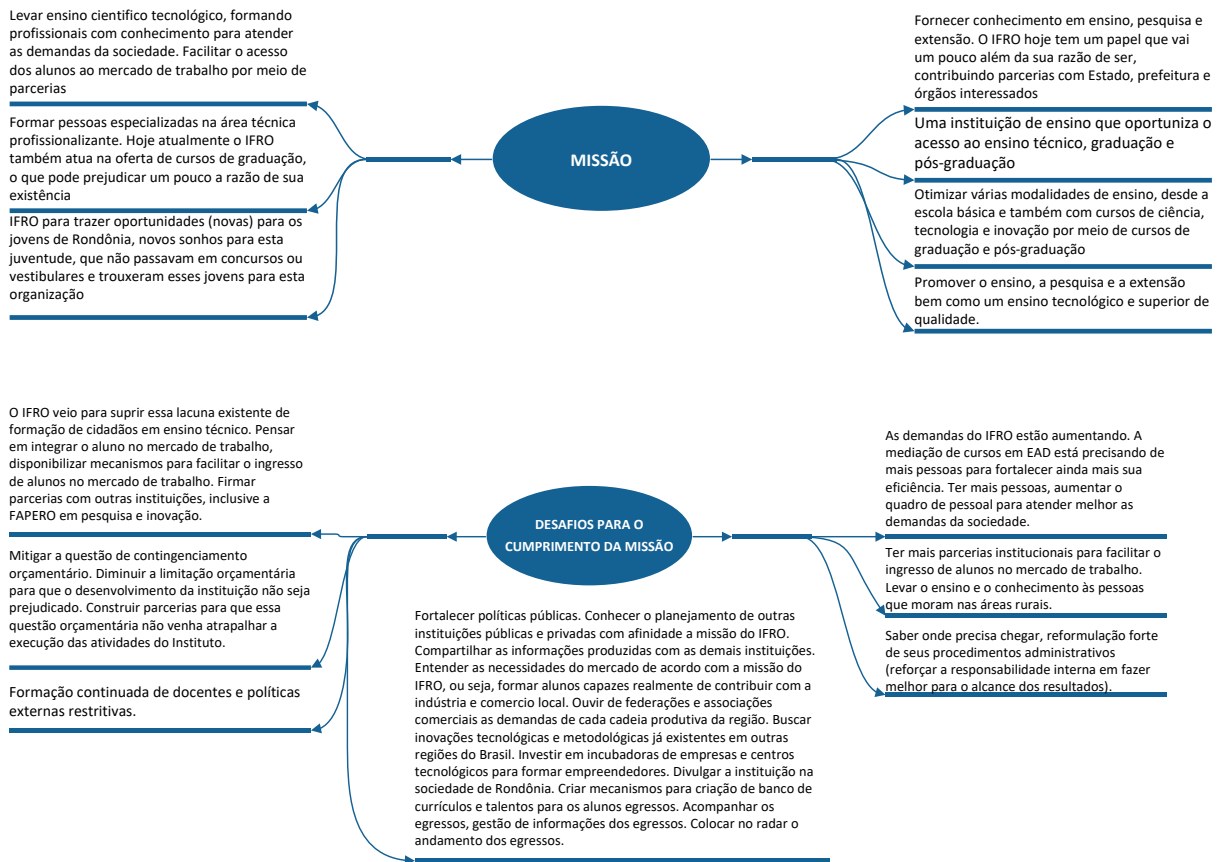 Levar ensino cientifico tecnológico, formando
profissionais com conhecimento para atender
as demandas da sociedade. Facilitar o acesso
dos alunos ao mercado de trabalho por meio de
parcerias
Formar pessoas especializadas na área técnica
profissionalizante. Hoje atualmente o IFRO
também atua na oferta de cursos de graduação,
o que pode prejudicar um pouco a razão de sua
existência
IFRO para trazer oportunidades (novas) para os
jovens de Rondônia, novos sonhos para esta
juventude, que não passavam em concursos ou
vestibulares e trouxeram esses jovens para esta
organização
MISSÃO
Fornecer conhecimento em ensino, pesquisa e
extensão. O IFRO hoje tem um papel que vai
um pouco além da sua razão de ser,
contribuindo parcerias com Estado, prefeitura e
órgãos interessados
Uma instituição de ensino que oportuniza o
acesso ao ensino técnico, graduação e
pós-graduação
Otimizar várias modalidades de ensino, desde a
escola básica e também com cursos de ciência,
tecnologia e inovação por meio de cursos de
graduação e pós-graduação
Promover o ensino, a pesquisa e a extensão
bem como um ensino tecnológico e superior de
qualidade.
O IFRO veio para suprir essa lacuna existente de
formação de cidadãos em ensino técnico. Pensar
em integrar o aluno no mercado de trabalho,
disponibilizar mecanismos para facilitar o ingresso
de alunos no mercado de trabalho. Firmar
parcerias com outras instituições, inclusive a
FAPERO em pesquisa e inovação.
Mitigar a questão de contingenciamento
orçamentário. Diminuir a limitação orçamentária
para que o desenvolvimento da instituição não seja
prejudicado. Construir parcerias para que essa
questão orçamentária não venha atrapalhar a
execução das atividades do Instituto.
Formação continuada de docentes e políticas
externas restritivas.
DESAFIOS PARA O
CUMPRIMENTO DA MISSÃO
Fortalecer políticas públicas. Conhecer o planejamento de outras
instituições públicas e privadas com afinidade a missão do IFRO.
Compartilhar as informações produzidas com as demais instituições.
Entender as necessidades do mercado de acordo com a missão do
IFRO, ou seja, formar alunos capazes realmente de contribuir com a
indústria e comercio local. Ouvir de federações e associações
comerciais as demandas de cada cadeia produtiva da região. Buscar
inovações tecnológicas e metodológicas já existentes em outras
regiões do Brasil. Investir em incubadoras de empresas e centros
tecnológicos para formar empreendedores. Divulgar a instituição na
sociedade de Rondônia. Criar mecanismos para criação de banco de
currículos e talentos para os alunos egressos. Acompanhar os
egressos, gestão de informações dos egressos. Colocar no radar o
andamento dos egressos.
As demandas do IFRO estão aumentando. A
mediação de cursos em EAD está precisando de
mais pessoas para fortalecer ainda mais sua
eficiência. Ter mais pessoas, aumentar o
quadro de pessoal para atender melhor as
demandas da sociedade.
Ter mais parcerias institucionais para facilitar o
ingresso de alunos no mercado de trabalho.
Levar o ensino e o conhecimento às pessoas
que moram nas áreas rurais.
Saber onde precisa chegar, reformulação forte
de seus procedimentos administrativos
(reforçar a responsabilidade interna em fazer
melhor para o alcance dos resultados).